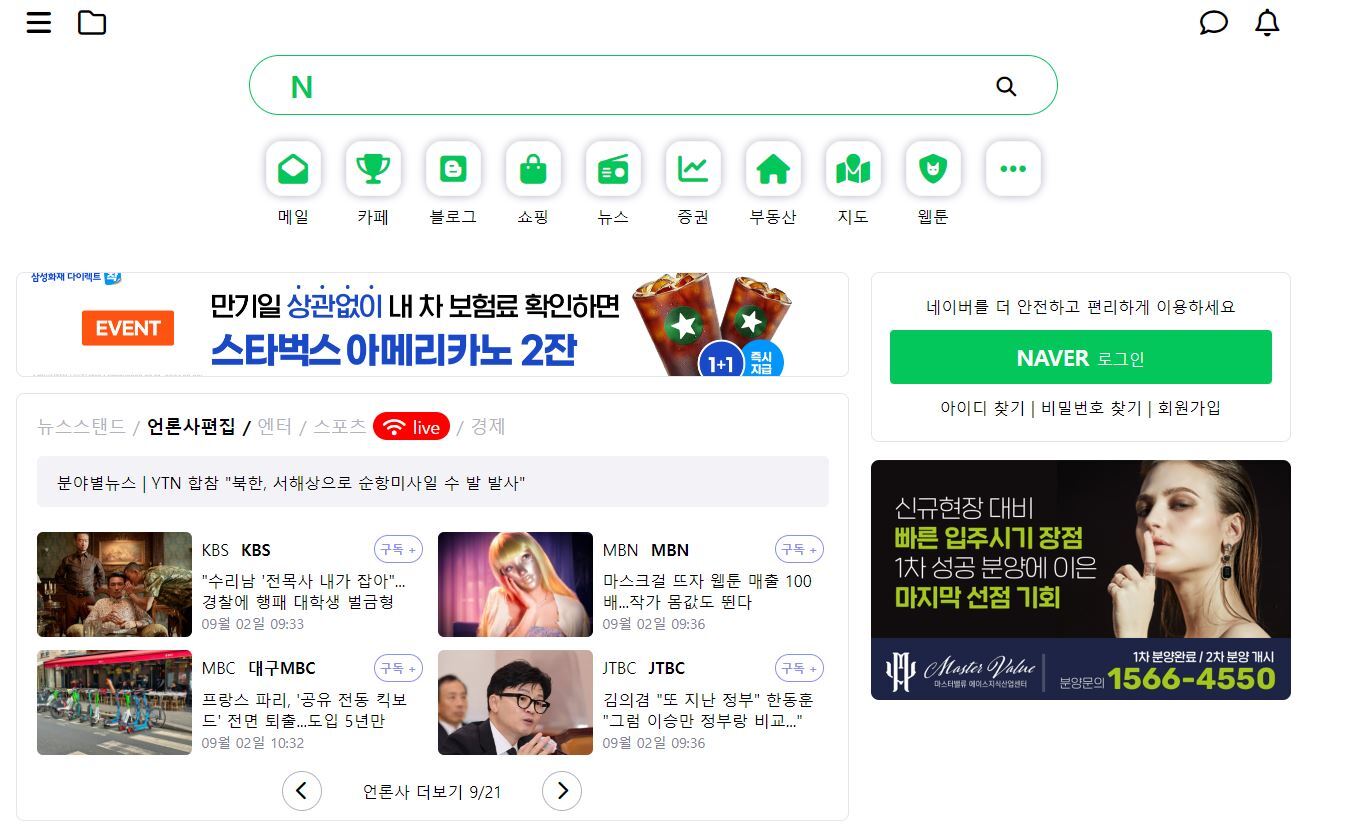 N
메일 카페 블로그 쇼핑 뉴스 증권 부동산 지도 웹툰
삼성화재 다이렉트 착
EVENT
만기일 상관없이 내 차 보험료 확인하면
스타벅스 아메리카노 2잔
1+1
즉시
지급
네이버를 더 안전하고 편리하게 이용하세요
NAVER 로그인
아이디 찾기 | 비밀번호 찾기 | 회원가입
뉴스스탠드 / 언론사편집 / 엔터 / 스포츠 live / 경제
분야별뉴스 | YTN 합참 "북한, 서해상으로 순항미사일 수 발 발사"
KBS KBS 구독 +
"수리남 '전목사 내가 잡아"...
경찰에 행패 대학생 벌금형
09월 02일 09:33
MBN MBN 구독 +
마스크걸 뜨자 웹툰 매출 100
배...작가 몸값도 뛴다
09월 02일 09:36
MBC 대구MBC 구독 +
프랑스 파리, '공유 전동 킥보
드' 전면 퇴출...도입 5년만
09월 02일 10:32
JTBC JTBC 구독 +
김의겸 "또 지난 정부" 한동훈
"그럼 이승만 정부랑 비교..."
09월 02일 09:36
언론사 더보기 9/21
신규현장 대비
빠른 입주시기 장점
1차 성공 분양에 이은
마지막 선점 기회
Master Value
마스터밸류 에이스지식산업센터
1차 분양완료 / 2차 분양 개시
분양문의 1566-4550